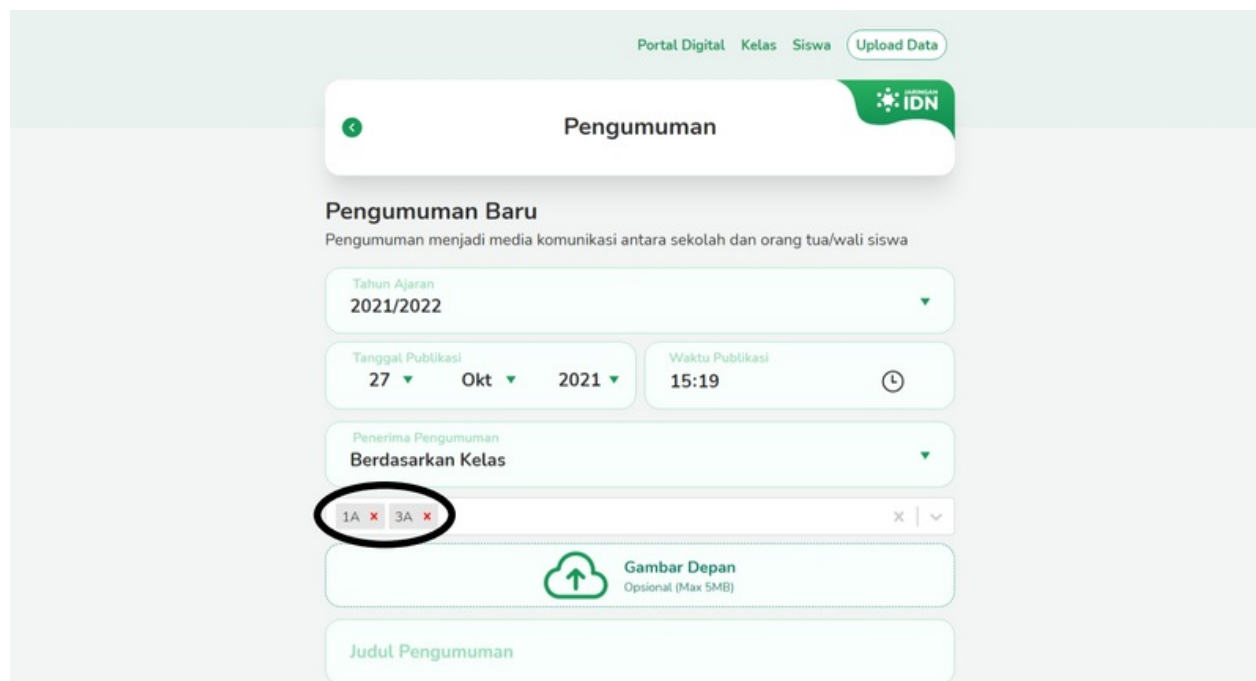 Portal Digital Kelas Siswa Upload Data
JARINGAN
IDN
Pengumuman
Pengumuman Baru
Pengumuman menjadi media komunikasi antara sekolah dan orang tua/wali siswa
Tahun Ajaran
2021/2022
Tanggal Publikasi
27 Okt 2021
Waktu Publikasi
15:19
Penerima Pengumuman
Berdasarkan Kelas
1A x 3A x
Gambar Depan
Opsional (Max 5MB)
Judul Pengumuman